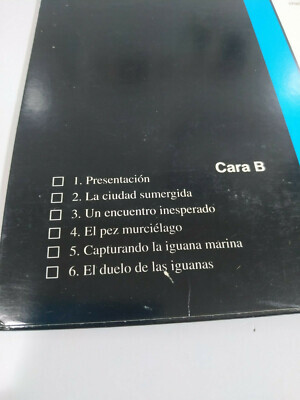 Cara B
☐ 1. Presentación
☐ 2. La ciudad sumergida
☐ 3. Un encuentro inesperado
☐ 4. El pez murciélago
☐ 5. Capturando la iguana marina
☐ 6. El duelo de las iguanas